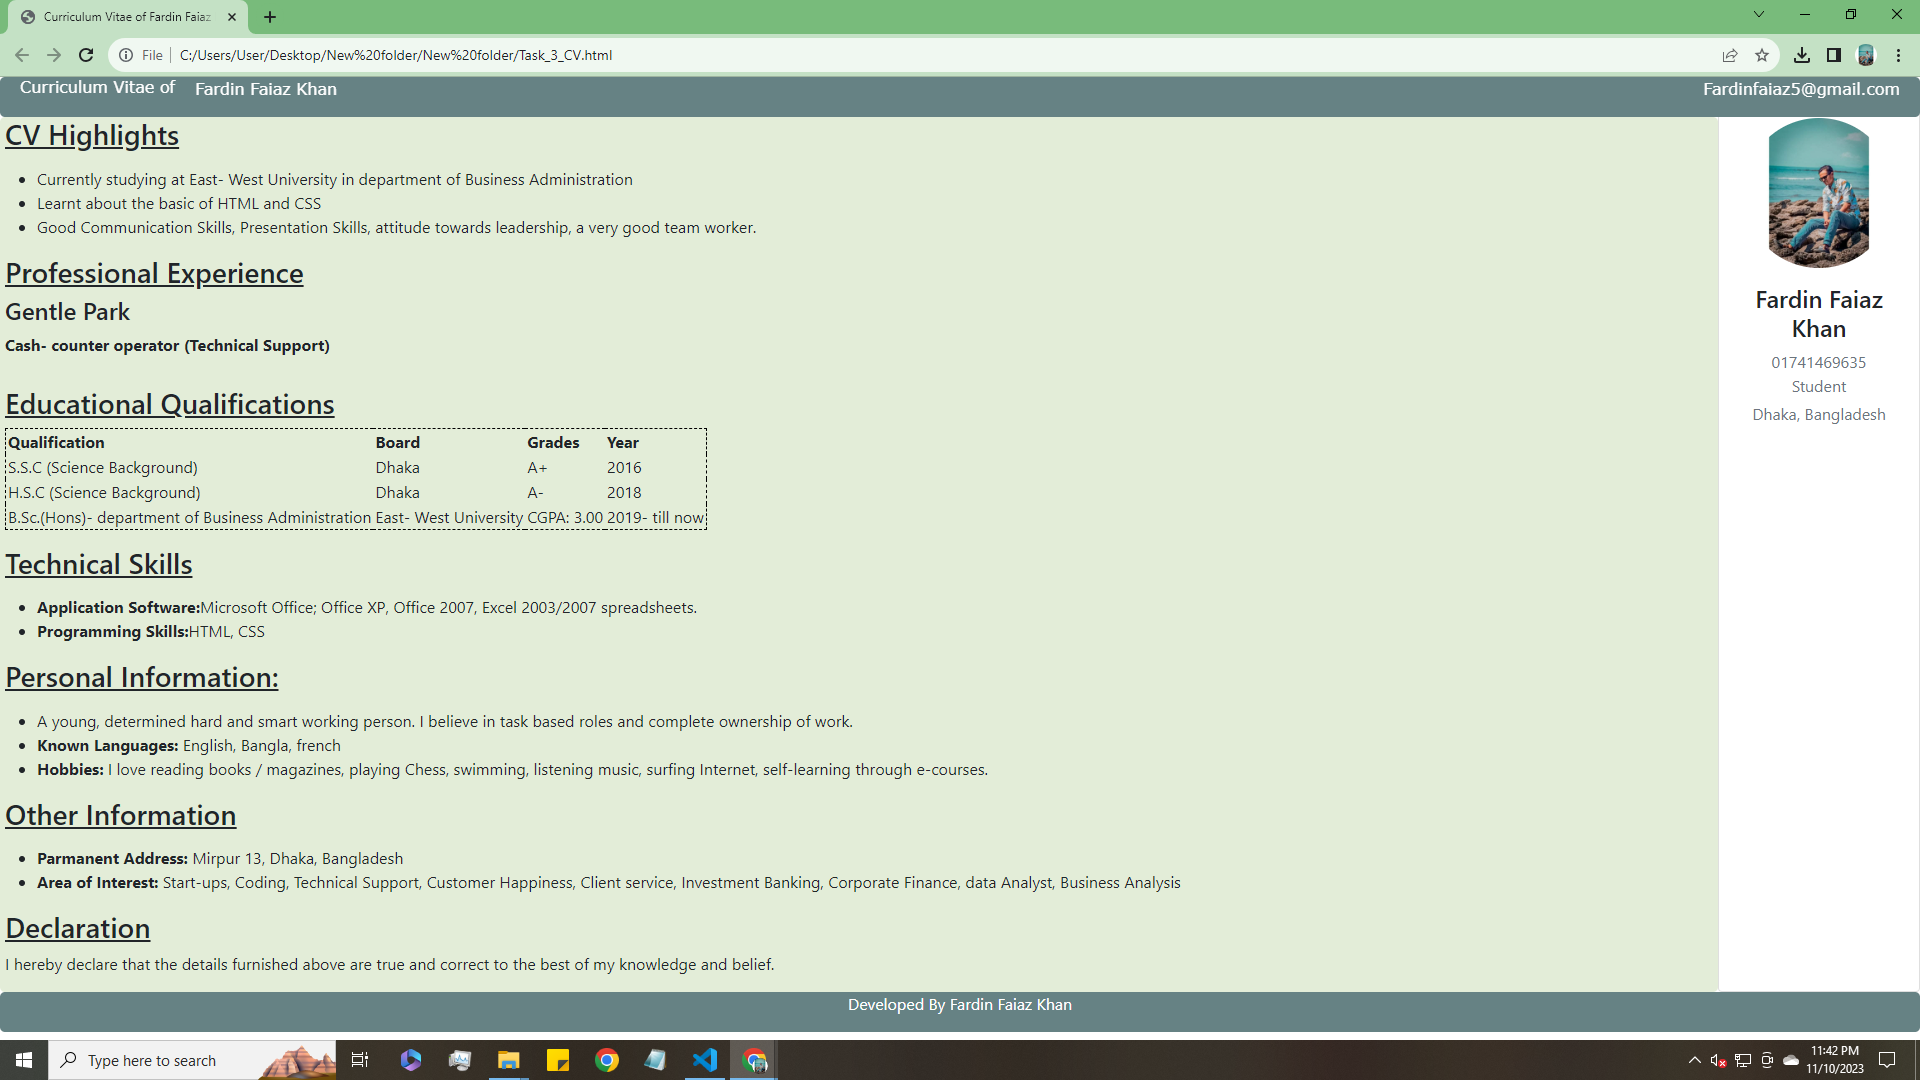 Curriculum Vitae of Fardin Faiaz
File C:/Users/User/Desktop/New%20folder/New%20folder/Task_3_CV.html
Curriculum Vitae of Fardin Faiaz Khan Fardinfaiaz5@gmail.com
CV Highlights
Currently studying at East- West University in department of Business Administration
Learnt about the basic of HTML and CSS
Good Communication Skills, Presentation Skills, attitude towards leadership, a very good team worker.
Professional Experience
Gentle Park
Cash- counter operator (Technical Support)
Educational Qualifications
Qualification Board Grades Year
S.S.C (Science Background) Dhaka A+ 2016
H.S.C (Science Background) Dhaka A- 2018
B.Sc.(Hons)- department of Business Administration East- West University CGPA: 3.00 2019- till now
Technical Skills
Application Software:Microsoft Office; Office XP, Office 2007, Excel 2003/2007 spreadsheets.
Programming Skills:HTML, CSS
Personal Information:
A young, determined hard and smart working person. I believe in task based roles and complete ownership of work.
Known Languages: English, Bangla, french
Hobbies: I love reading books / magazines, playing Chess, swimming, listening music, surfing Internet, self-learning through e-courses.
Other Information
Parmanent Address: Mirpur 13, Dhaka, Bangladesh
Area of Interest: Start-ups, Coding, Technical Support, Customer Happiness, Client service, Investment Banking, Corporate Finance, data Analyst, Business Analysis
Declaration
I hereby declare that the details furnished above are true and correct to the best of my knowledge and belief.
Fardin Faiaz
Khan
01741469635
Student
Dhaka, Bangladesh
Developed By Fardin Faiaz Khan
Type here to search
11:42 PM
11/10/2023